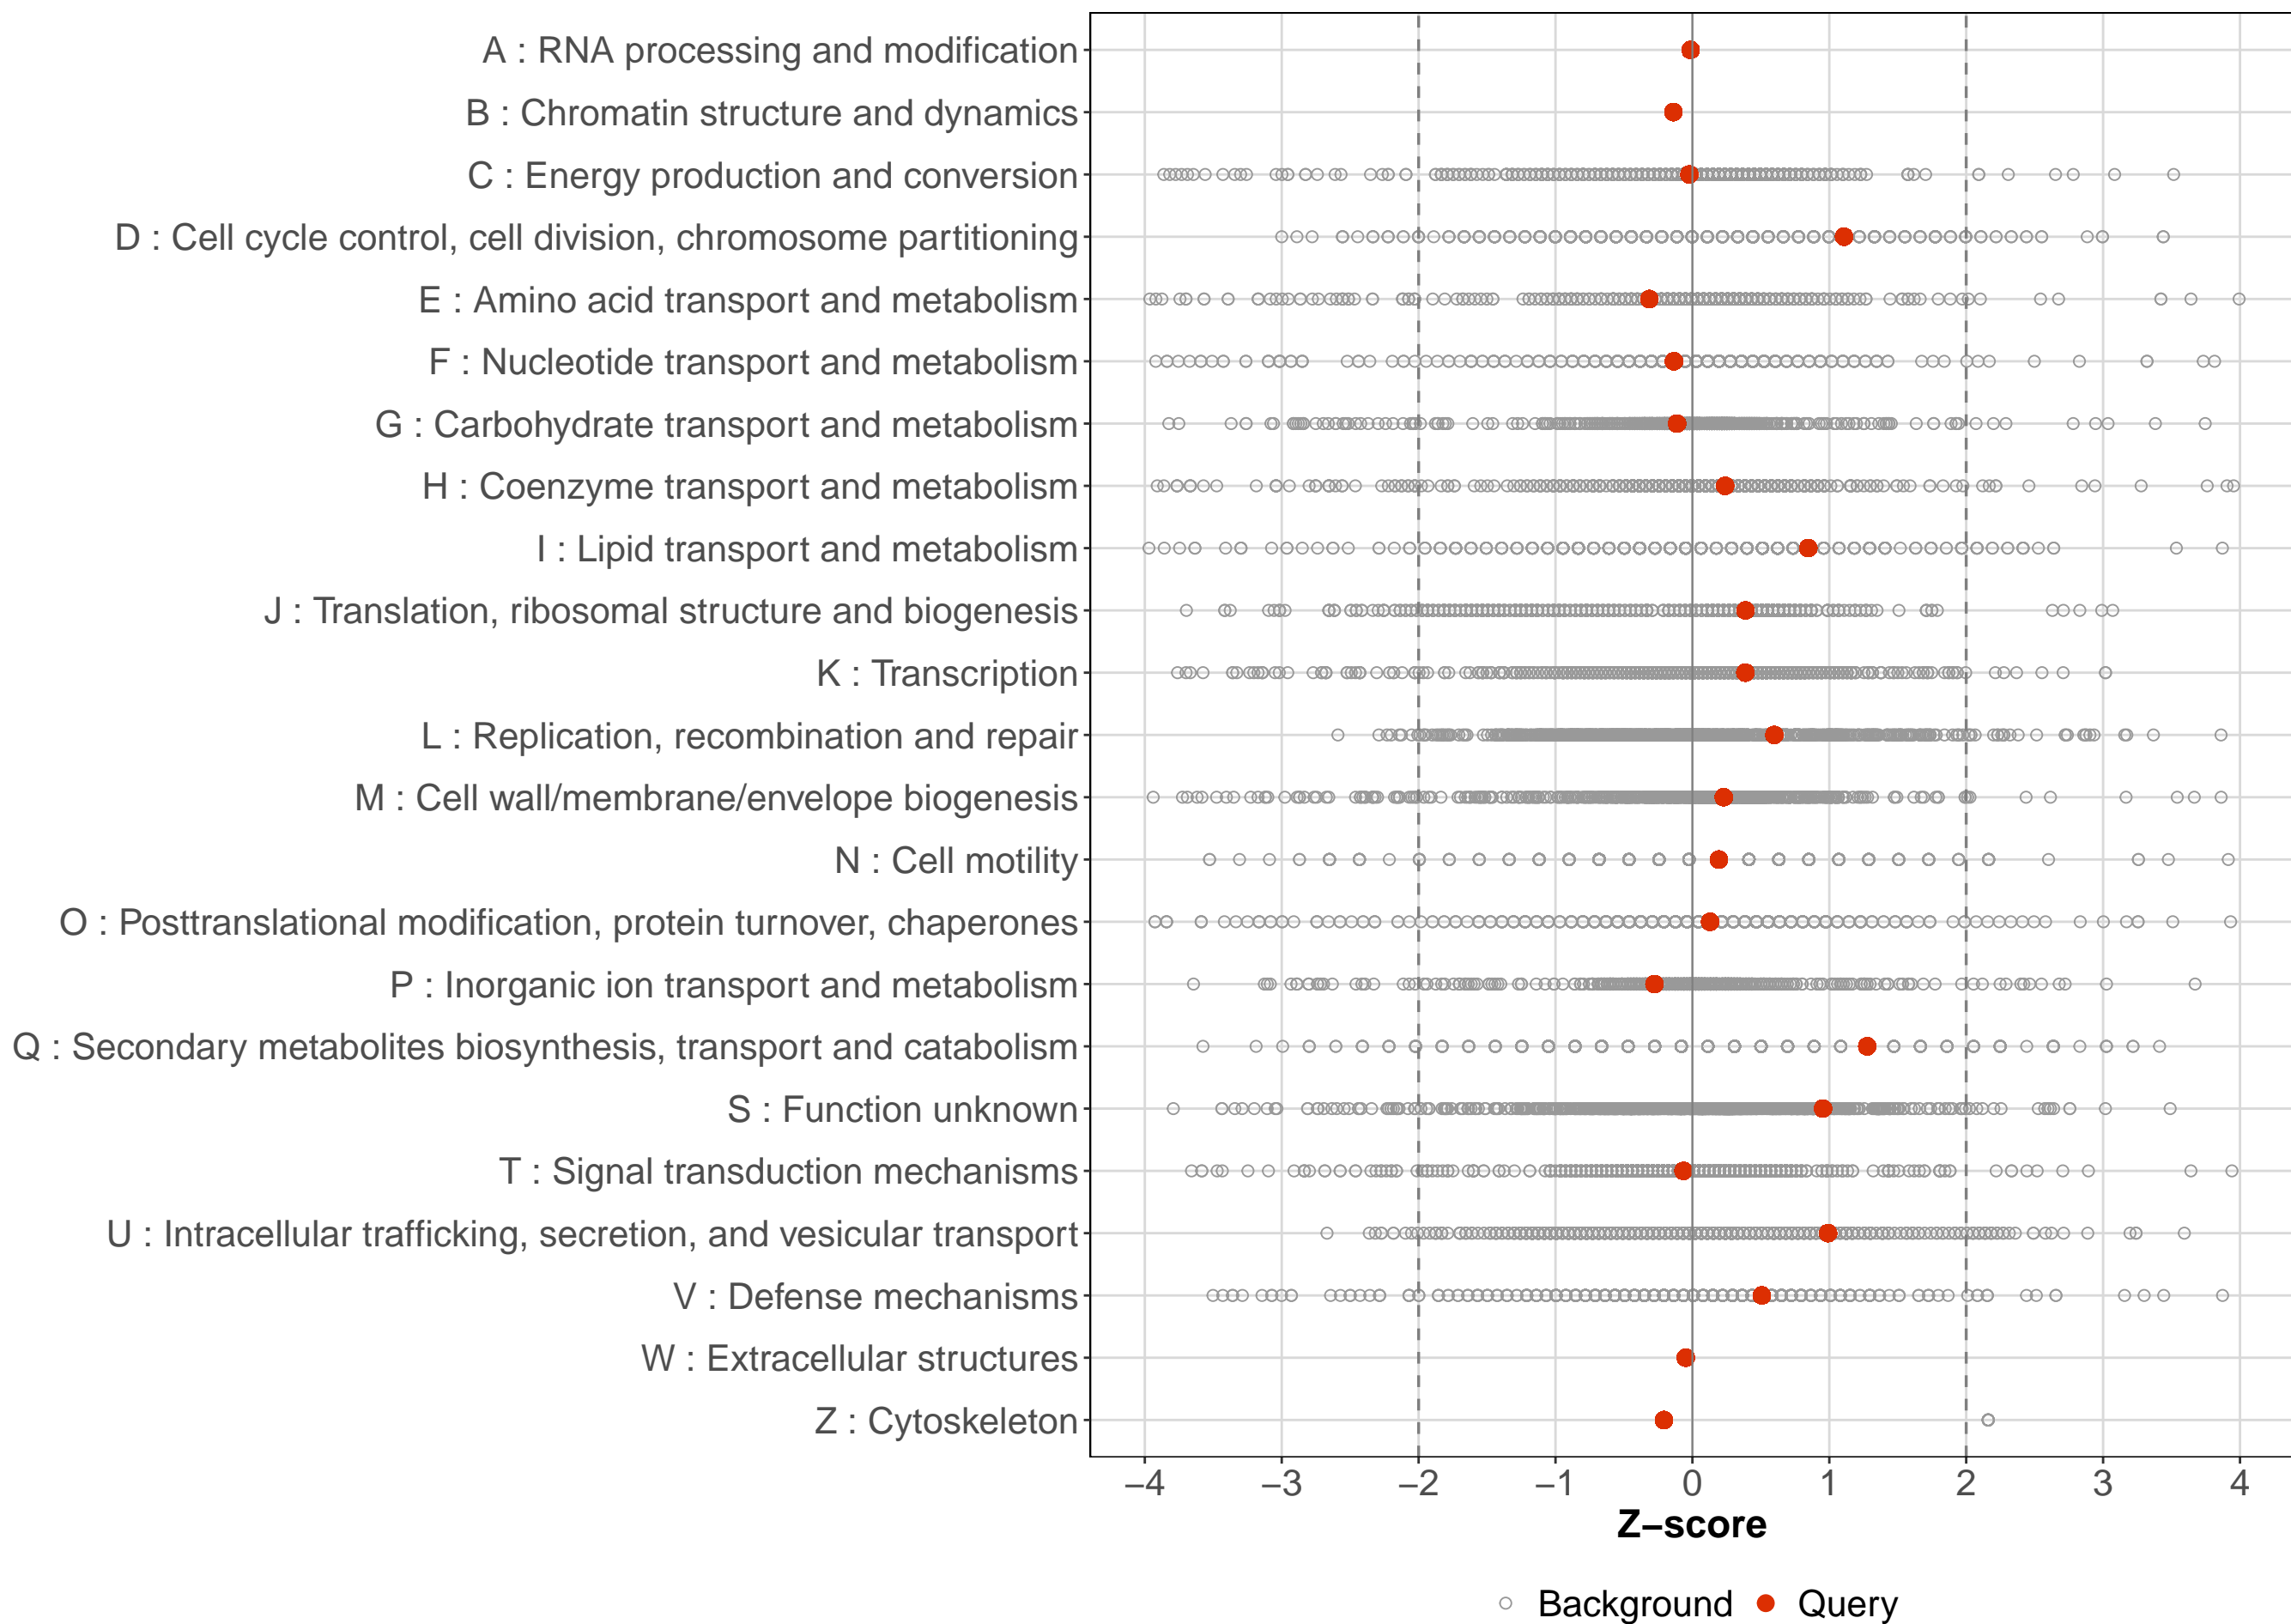 A : RNA processing and modification
B : Chromatin structure and dynamics
C : Energy production and conversion
D : Cell cycle control, cell division, chromosome partitioning
E : Amino acid transport and metabolism
F : Nucleotide transport and metabolism
G : Carbohydrate transport and metabolism
H : Coenzyme transport and metabolism
I : Lipid transport and metabolism
J : Translation, ribosomal structure and biogenesis
K : Transcription
L : Replication, recombination and repair
M : Cell wall/membrane/envelope biogenesis
N : Cell motility
O : Posttranslational modification, protein turnover, chaperones
P : Inorganic ion transport and metabolism
Q : Secondary metabolites biosynthesis, transport and catabolism
S : Function unknown
T : Signal transduction mechanisms
U : Intracellular trafficking, secretion, and vesicular transport
V : Defense mechanisms
W : Extracellular structures
Z : Cytoskeleton
−4 −3 −2 −1 0 1 2 3 4
Z−score
Background Query